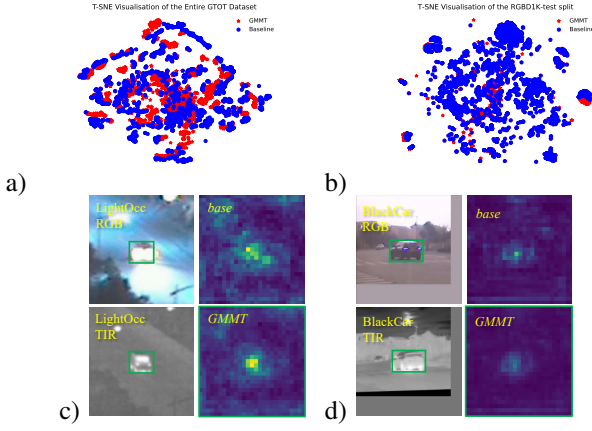 T-SNE Visualisation of the Entire GTOT Dataset
GMMT
Baseline
a)
T-SNE Visualisation of the RGBD1K-test split
GMMT
Baseline
b)
LightOcc
RGB
base
LightOcc
TIR
GMMT
c)
BlackCar
RGB
base
BlackCar
TIR
GMMT
d)